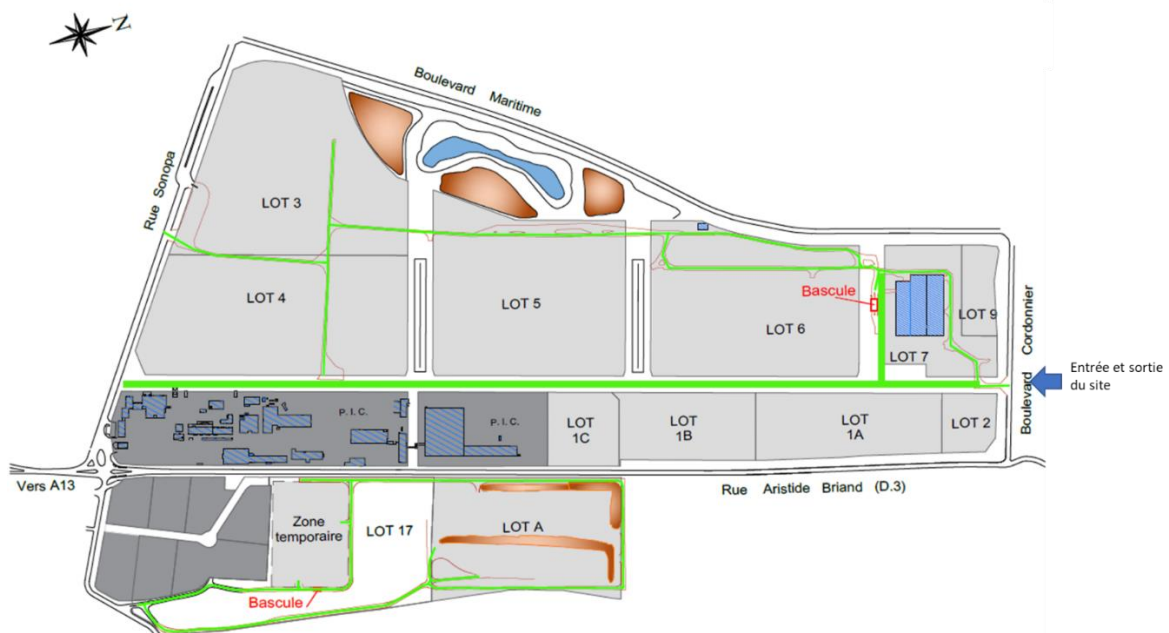 N
Boulevard Maritime
Rue Sonopa
LOT 3
LOT 4
LOT 5
LOT 6
Bascule
LOT 7
LOT 9
Boulevard Cordonnier
Entrée et sortie
du site
P.I.C.
P.I.C.
LOT
1C
LOT
1B
LOT
1A
LOT 2
Vers A13
Rue Aristide Briand (D.3)
Zone
temporaire
LOT 17
LOT A
Bascule